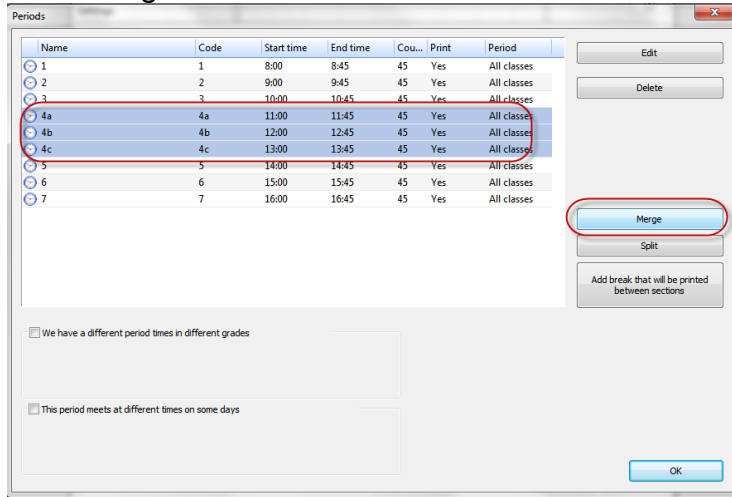 Periods
Name Code Start time End time Cou... Print Period
1 1 8:00 8:45 45 Yes All classes
2 2 9:00 9:45 45 Yes All classes
3 3 10:00 10:45 45 Yes All classes
4a 4a 11:00 11:45 45 Yes All classes
4b 4b 12:00 12:45 45 Yes All classes
4c 4c 13:00 13:45 45 Yes All classes
5 5 14:00 14:45 45 Yes All classes
6 6 15:00 15:45 45 Yes All classes
7 7 16:00 16:45 45 Yes All classes
Edit
Delete
Merge
Split
Add break that will be printed
between sections
We have a different period times in different grades
This period meets at different times on some days
OK